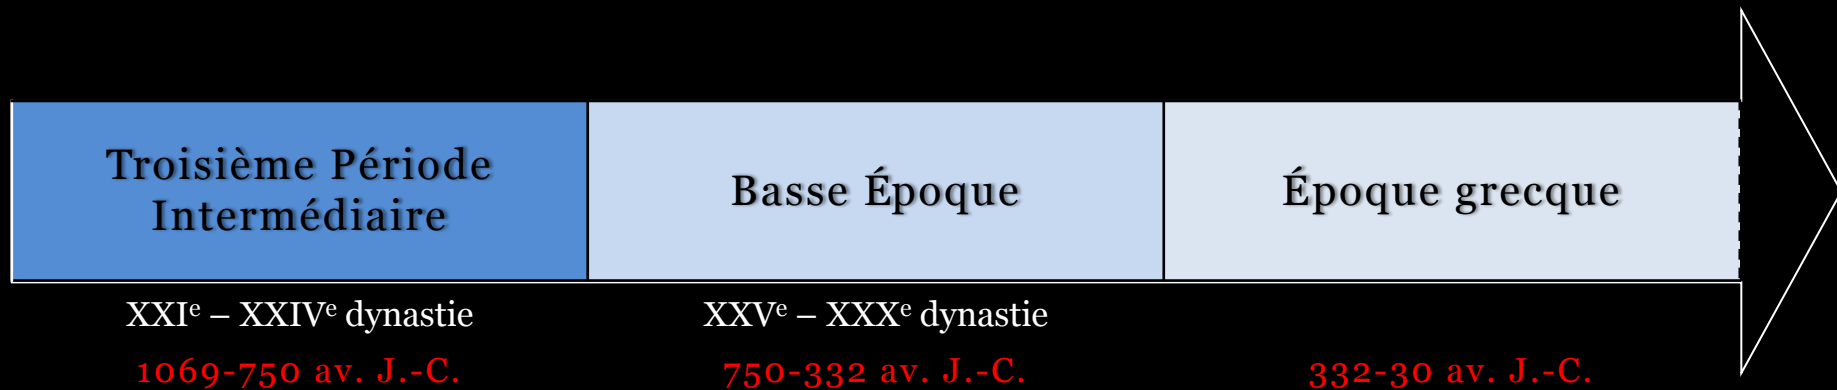 Troisième Période
Intermédiaire
Basse Époque
Époque grecque
XXIe – XXIVe dynastie
XXVe – XXXe dynastie
1069-750 av. J.-C.
750-332 av. J.-C.
332-30 av. J.-C.